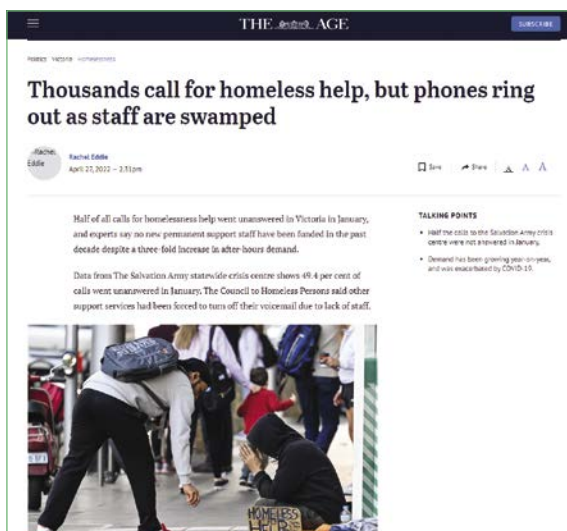 THE AGE
SUBSCRIBE
Politics Victoria Homelessness
Thousands call for homeless help, but phones ring
out as staff are swamped
Rachel
Eddie
Rachel Eddie
April 27, 2022 – 2.31pm
Save
Share
A A A
Half of all calls for homelessness help went unanswered in Victoria in January,
and experts say no new permanent support staff have been funded in the past
decade despite a three-fold increase in after-hours demand.
Data from The Salvation Army statewide crisis centre shows 49.4 per cent of
calls went unanswered in January. The Council to Homeless Persons said other
support services had been forced to turn off their voicemail due to lack of staff.
TALKING POINTS
• Half the calls to the Salvation Army crisis
centre were not answered in January.
• Demand has been growing year-on-year,
and was exacerbated by COVID-19.
HOMELESS
HELP